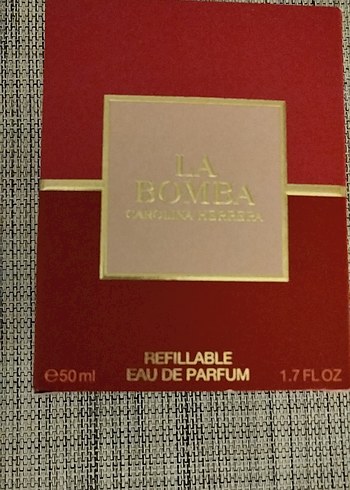 LA
BOMBA
CAROLINA HERRERA
REFILLABLE
℮50 ml EAU DE PARFUM 1.7 FL OZ